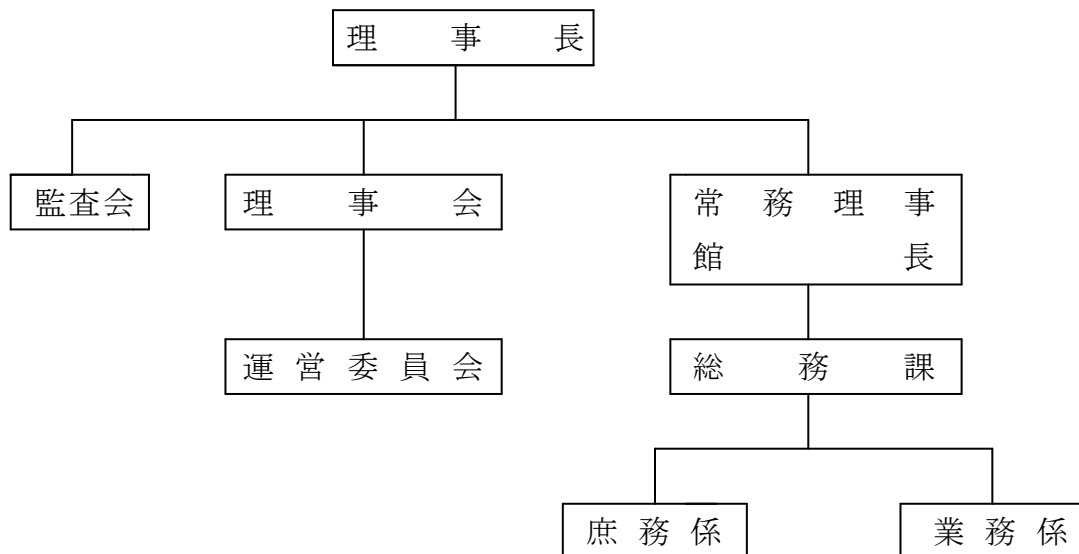 理事長
監査会
理事会
常務理事
館長
運営委員会
総務課
庶務係
業務係